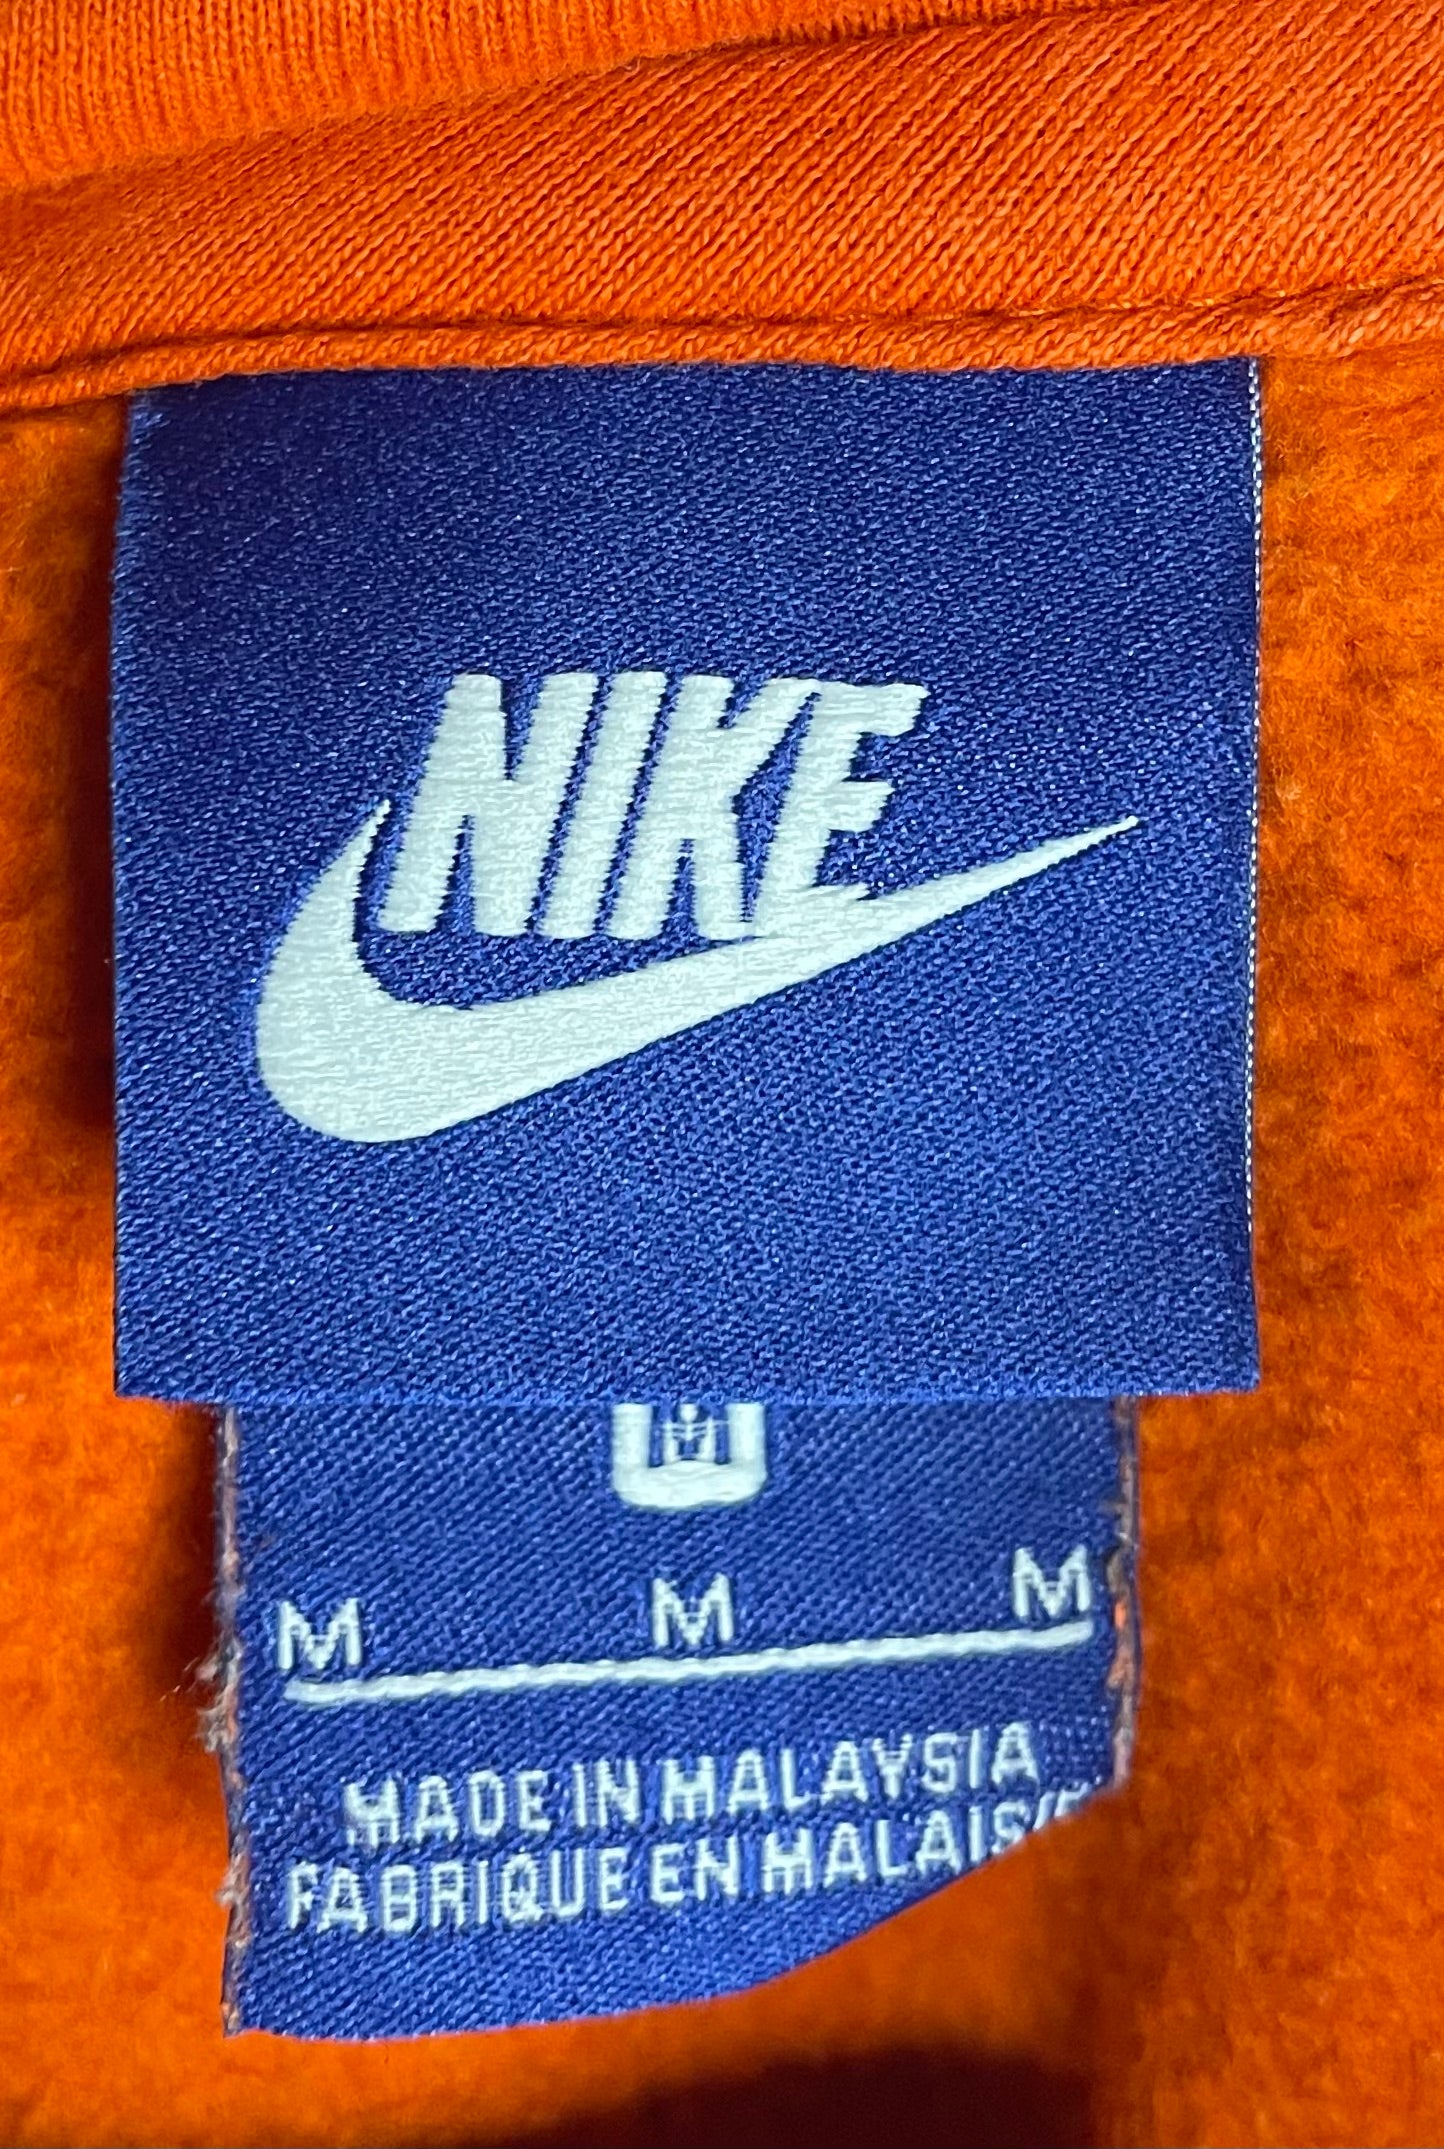 NIKE
M M M
MADE IN MALAYSIA
FABRIQUE EN MALAISIE